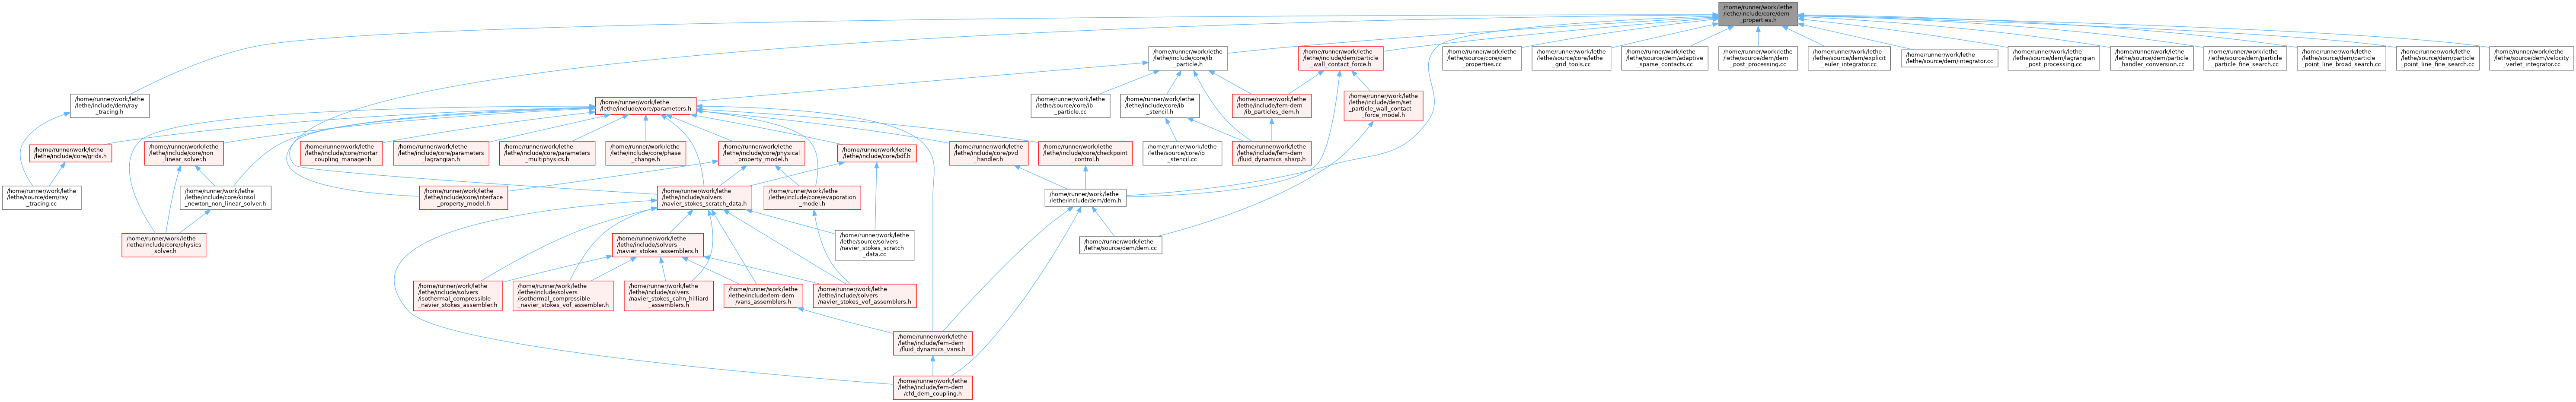 /home/runner/work/lethe
/lethe/include/core/dem
_properties.h
/home/runner/work/lethe
/lethe/include/core/ib
_particle.h
/home/runner/work/lethe
/lethe/include/dem/particle
_wall_contact_force.h
/home/runner/work/lethe
/lethe/source/core/dem
_properties.cc
/home/runner/work/lethe
/lethe/source/core/lethe
_grid_tools.cc
/home/runner/work/lethe
/lethe/source/dem/adaptive
_sparse_contacts.cc
/home/runner/work/lethe
/lethe/source/dem/dem
_post_processing.cc
/home/runner/work/lethe
/lethe/source/dem/explicit
_euler_integrator.cc
/home/runner/work/lethe
/lethe/source/dem/integrator.cc
/home/runner/work/lethe
/lethe/source/dem/lagrangian
_post_processing.cc
/home/runner/work/lethe
/lethe/source/dem/particle
_handler_conversion.cc
/home/runner/work/lethe
/lethe/source/dem/particle
_particle_fine_search.cc
/home/runner/work/lethe
/lethe/source/dem/particle
_point_line_broad_search.cc
/home/runner/work/lethe
/lethe/source/dem/particle
_point_line_fine_search.cc
/home/runner/work/lethe
/lethe/source/dem/velocity
_verlet_integrator.cc
/home/runner/work/lethe
/lethe/include/dem/ray
_tracing.h
/home/runner/work/lethe
/lethe/include/core/parameters.h
/home/runner/work/lethe
/lethe/source/core/ib
_particle.cc
/home/runner/work/lethe
/lethe/include/core/ib
_stencil.h
/home/runner/work/lethe
/lethe/include/fem-dem
/ib_particles_dem.h
/home/runner/work/lethe
/lethe/include/dem/set
_particle_wall_contact
_force_model.h
/home/runner/work/lethe
/lethe/include/core/grids.h
/home/runner/work/lethe
/lethe/include/core/non
_linear_solver.h
/home/runner/work/lethe
/lethe/include/core/mortar
_coupling_manager.h
/home/runner/work/lethe
/lethe/include/core/parameters
_lagrangian.h
/home/runner/work/lethe
/lethe/include/core/parameters
_multiphysics.h
/home/runner/work/lethe
/lethe/include/core/phase
_change.h
/home/runner/work/lethe
/lethe/include/core/physical
_property_model.h
/home/runner/work/lethe
/lethe/include/core/bdf.h
/home/runner/work/lethe
/lethe/include/core/pvd
_handler.h
/home/runner/work/lethe
/lethe/include/core/checkpoint
_control.h
/home/runner/work/lethe
/lethe/source/core/ib
_stencil.cc
/home/runner/work/lethe
/lethe/include/fem-dem
/fluid_dynamics_sharp.h
/home/runner/work/lethe
/lethe/source/dem/ray
_tracing.cc
/home/runner/work/lethe
/lethe/include/core/kinsol
_newton_non_linear_solver.h
/home/runner/work/lethe
/lethe/include/core/interface
_property_model.h
/home/runner/work/lethe
/lethe/include/solvers
/navier_stokes_scratch_data.h
/home/runner/work/lethe
/lethe/include/core/evaporation
_model.h
/home/runner/work/lethe
/lethe/include/dem/dem.h
/home/runner/work/lethe
/lethe/include/core/physics
_solver.h
/home/runner/work/lethe
/lethe/include/solvers
/navier_stokes_assemblers.h
/home/runner/work/lethe
/lethe/source/solvers
/navier_stokes_scratch
_data.cc
/home/runner/work/lethe
/lethe/source/dem/dem.cc
/home/runner/work/lethe
/lethe/include/solvers
/isothermal_compressible
_navier_stokes_assembler.h
/home/runner/work/lethe
/lethe/include/solvers
/isothermal_compressible
_navier_stokes_vof_assembler.h
/home/runner/work/lethe
/lethe/include/solvers
/navier_stokes_cahn_hilliard
_assemblers.h
/home/runner/work/lethe
/lethe/include/fem-dem
/vans_assemblers.h
/home/runner/work/lethe
/lethe/include/solvers
/navier_stokes_vof_assemblers.h
/home/runner/work/lethe
/lethe/include/fem-dem
/fluid_dynamics_vans.h
/home/runner/work/lethe
/lethe/include/fem-dem
/cfd_dem_coupling.h